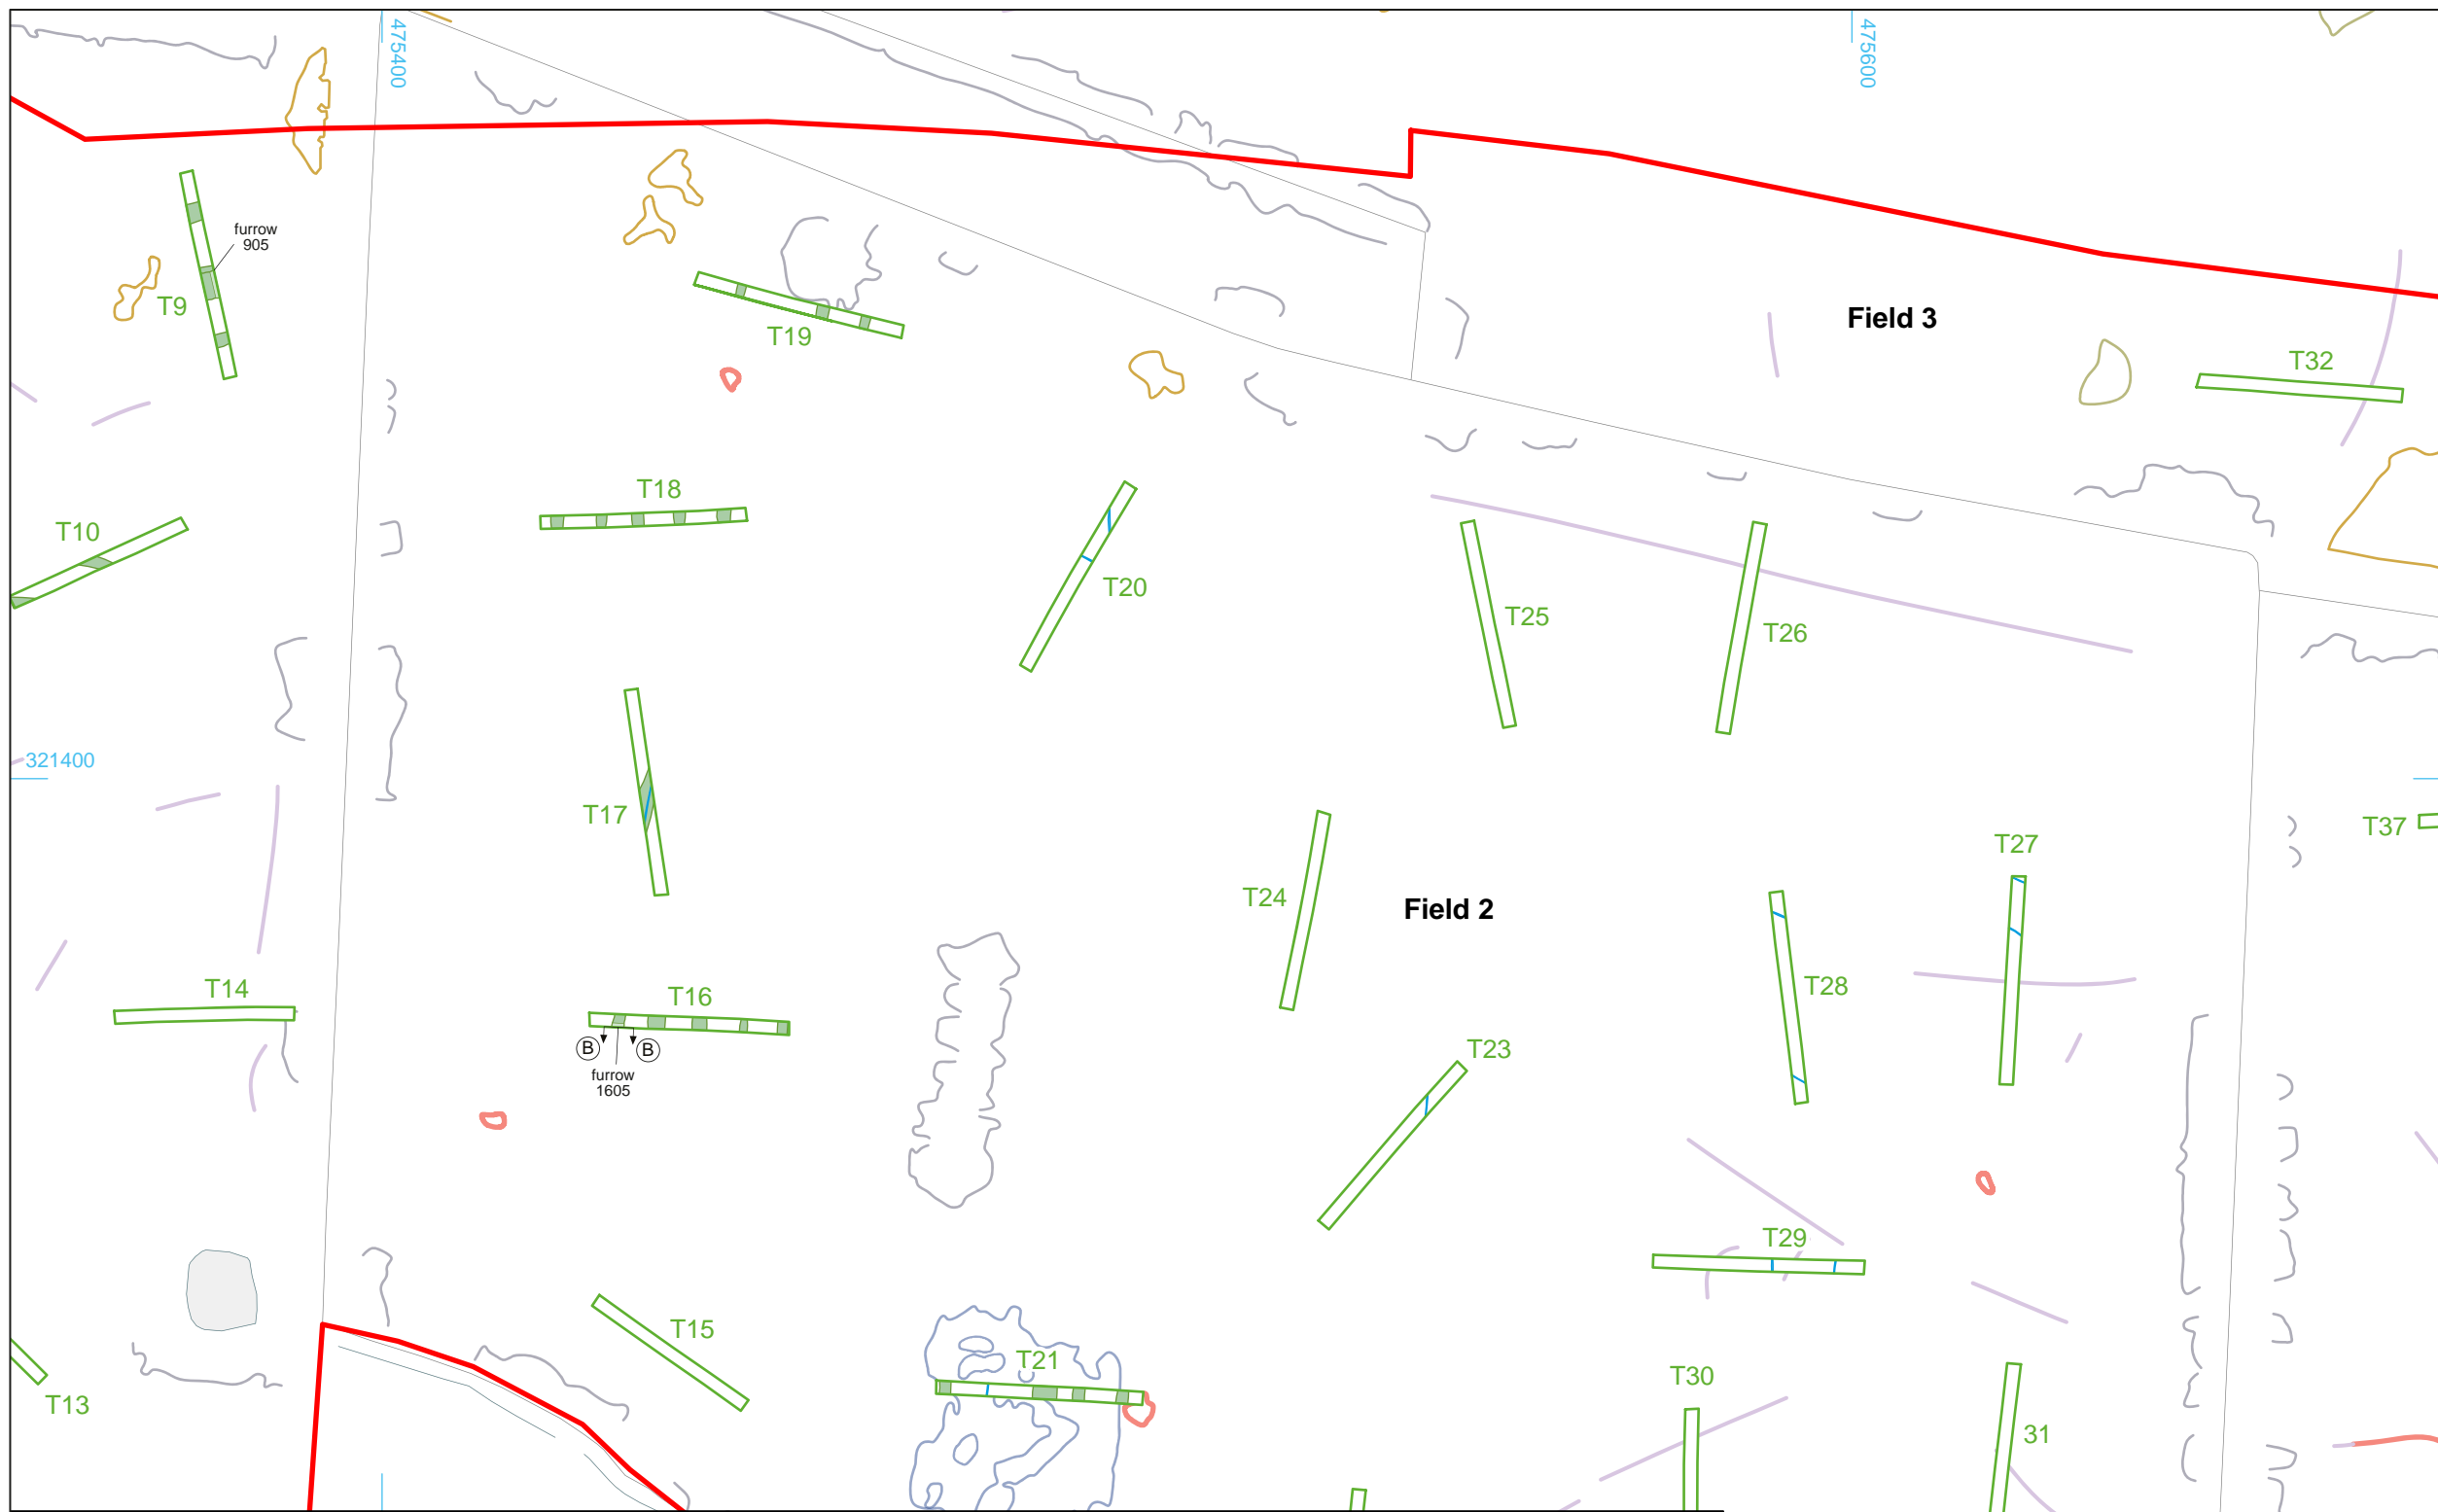 475400
475600
furrow
905
T9
T19
Field 3
T32
T10
T18
T20
T25
T26
321400
T17
T24
Field 2
T27
T37
T28
T14
T16
B
B
furrow
1605
T23
T29
T15
T21
T30
T13
31